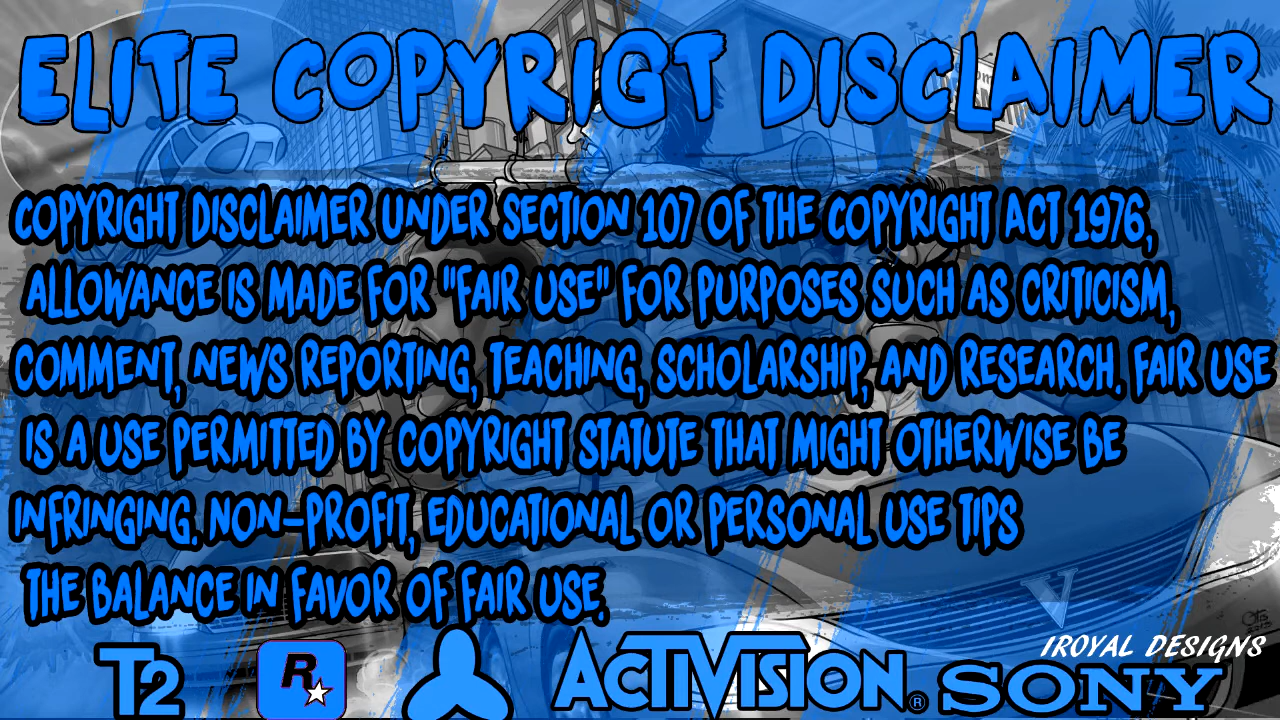 ELITE COPYRIGT DISCLAIMER
COPYRIGHT DISCLAIMER UNDER SECTION 107 OF THE COPYRIGHT ACT 1976,
ALLOWANCE IS MADE FOR "FAIR USE" FOR PURPOSES SUCH AS CRITICISM,
COMMENT, NEWS REPORTING, TEACHING, SCHOLARSHIP, AND RESEARCH. FAIR USE
IS A USE PERMITTED BY COPYRIGHT STATUTE THAT MIGHT OTHERWISE BE
INFRINGING. NON-PROFIT, EDUCATIONAL OR PERSONAL USE TIPS
THE BALANCE IN FAVOR OF FAIR USE.
IROYAL DESIGNS
T2 R ACTIVISION® SONY